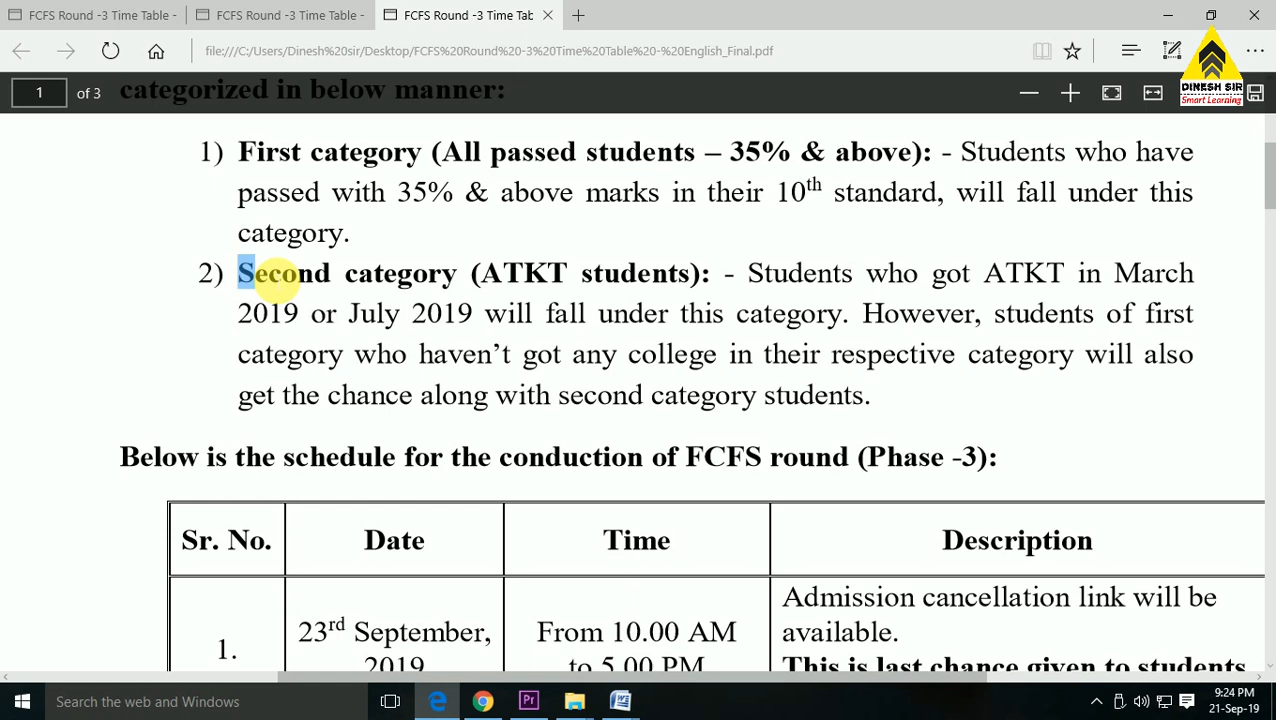 FCFS Round -3 Time Table -
FCFS Round -3 Time Table -
FCFS Round -3 Time Tab
file:///C:/Users/Dinesh%20sir/Desktop/FCFS%20Round%20-3%20Time%20Table%20-%20English_Final.pdf
DINESH SIR
Smart Learning
1 of 3
categorized in below manner:
1) First category (All passed students – 35% & above): - Students who have
passed with 35% & above marks in their 10th standard, will fall under this
category.
2) Second category (ATKT students): - Students who got ATKT in March
2019 or July 2019 will fall under this category. However, students of first
category who haven’t got any college in their respective category will also
get the chance along with second category students.
Below is the schedule for the conduction of FCFS round (Phase -3):
Sr. No. Date Time Description
1. 23rd September, 2019 From 10.00 AM to 5.00 PM Admission cancellation link will be
available.
This is last chance given to students
Search the web and Windows
9:24 PM
21-Sep-19